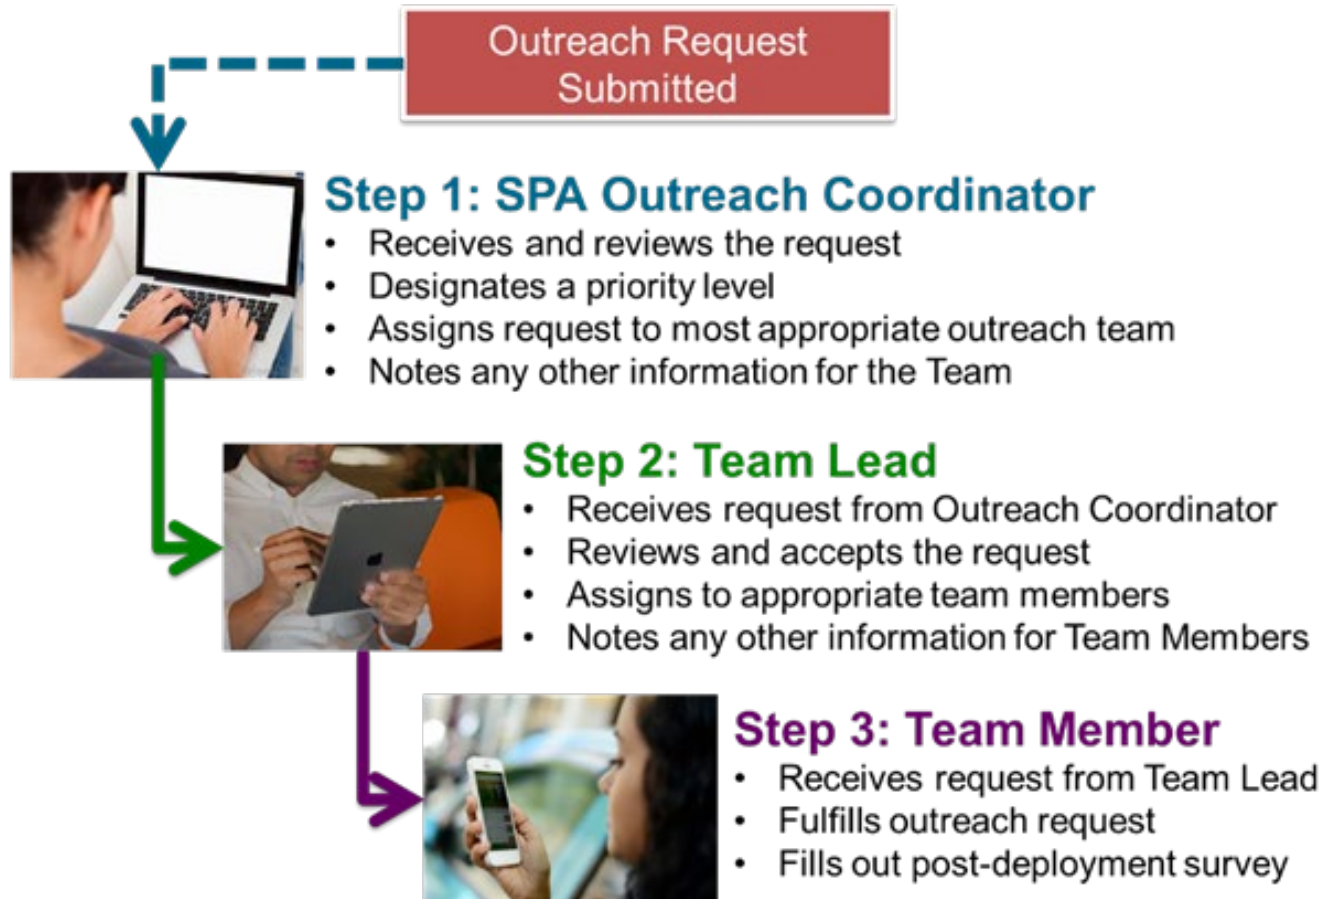 Outreach Request
Submitted
Step 1: SPA Outreach Coordinator
• Receives and reviews the request
• Designates a priority level
• Assigns request to most appropriate outreach team
• Notes any other information for the Team
Step 2: Team Lead
• Receives request from Outreach Coordinator
• Reviews and accepts the request
• Assigns to appropriate team members
• Notes any other information for Team Members
Step 3: Team Member
• Receives request from Team Lead
• Fulfills outreach request
• Fills out post-deployment survey